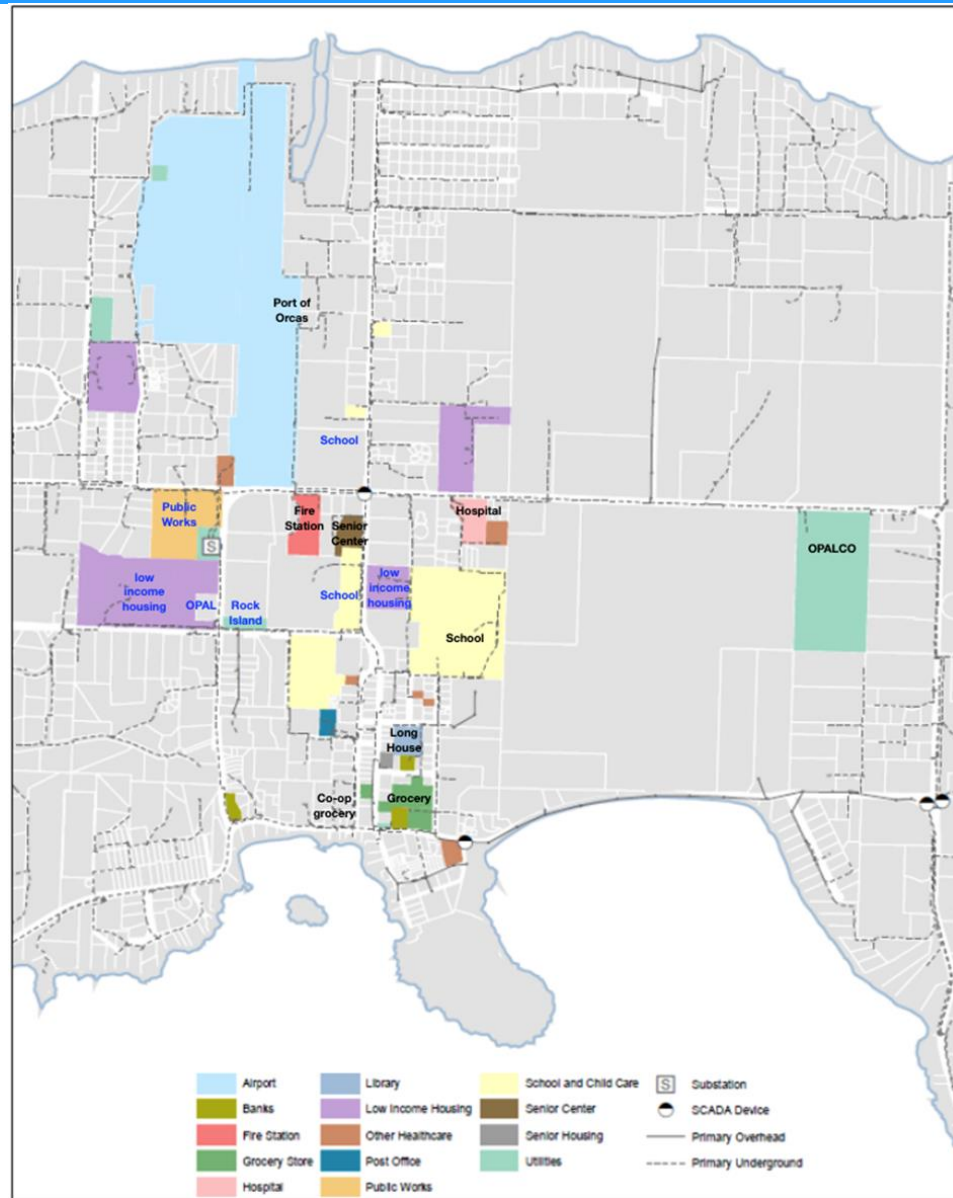 Port of
Orcas
School
Public
Works
Fire
Station
Senior
Center
Hospital
S
OPALCO
low
income
housing
OPAL
Rock
Island
School
low
income
housing
School
Long
House
Co-op
grocery
Grocery
Airport
Banks
Fire Station
Grocery Store
Hospital
Library
Low Income Housing
Other Healthcare
Post Office
Public Works
School and Child Care
Senior Center
Senior Housing
Utilities
S Substation
SCADA Device
Primary Overhead
Primary Underground